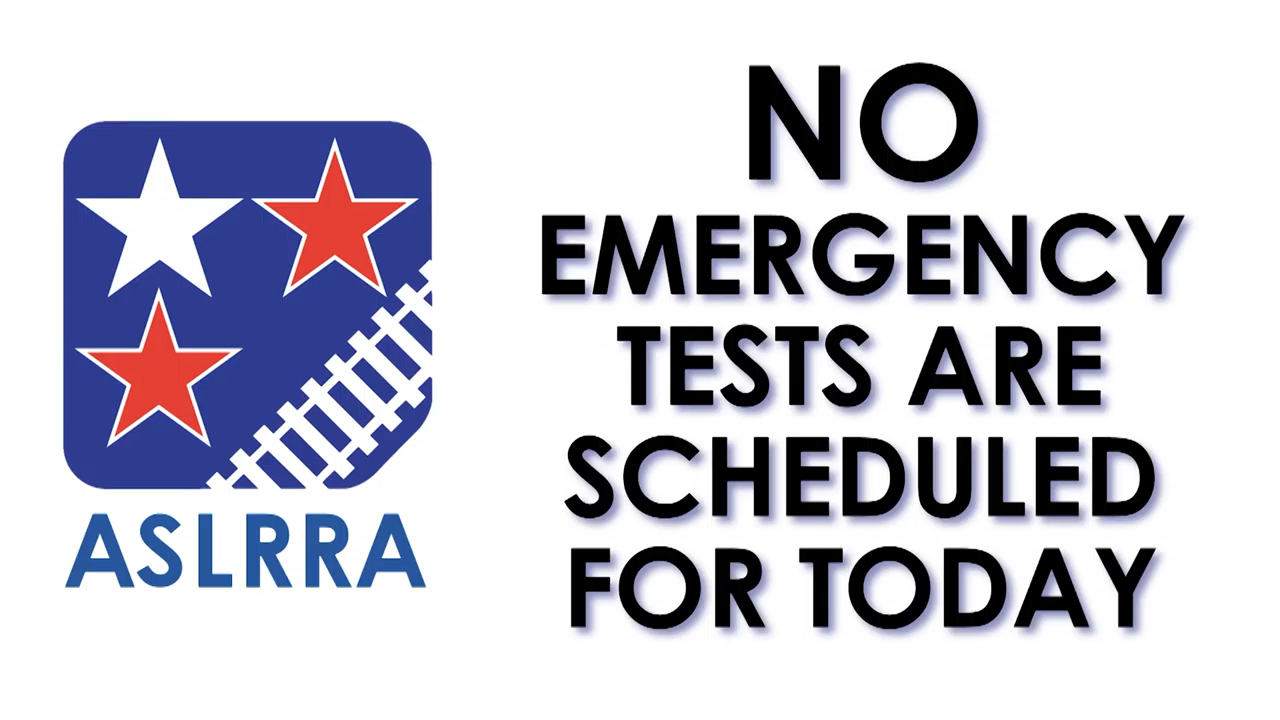 ASLRRA
NO
EMERGENCY
TESTS ARE
SCHEDULED
FOR TODAY